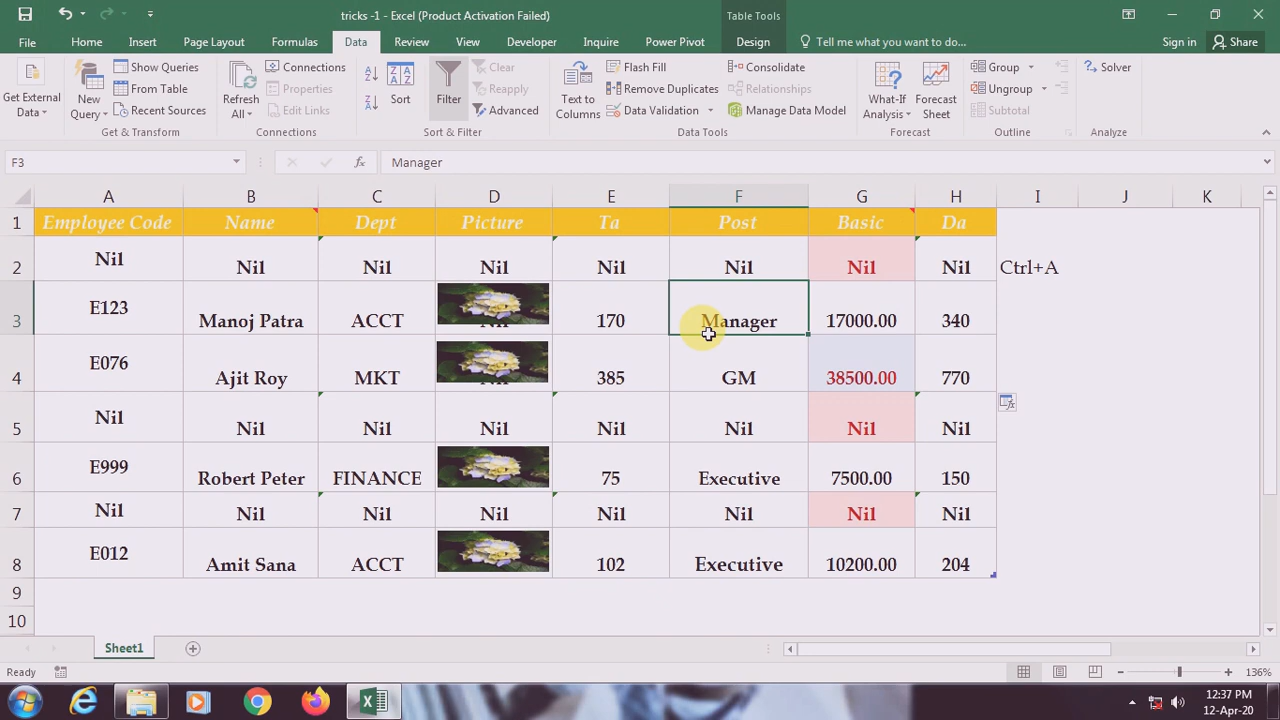 tricks -1 - Excel (Product Activation Failed)
Table Tools
File Home Insert Page Layout Formulas Data Review View Developer Inquire Power Pivot Design Tell me what you want to do... Sign in Share
Get External Data
New Query
Show Queries
From Table
Recent Sources
Get & Transform
Refresh All
Connections
Properties
Edit Links
Connections
Sort
Filter
Clear
Reapply
Advanced
Sort & Filter
Text to Columns
Flash Fill
Remove Duplicates
Data Validation
Consolidate
Relationships
Manage Data Model
Data Tools
What-If Analysis
Forecast Sheet
Forecast
Group
Ungroup
Subtotal
Outline
Solver
Analyze
F3 fx Manager
A B C D E F G H I J K
1 Employee Code Name Dept Picture Ta Post Basic Da
2 Nil Nil Nil Nil Nil Nil Nil Nil Ctrl+A
3 E123 Manoj Patra ACCT Nil 170 Manager 17000.00 340
4 E076 Ajit Roy MKT Nil 385 GM 38500.00 770
5 Nil Nil Nil Nil Nil Nil Nil Nil
6 E999 Robert Peter FINANCE 75 Executive 7500.00 150
7 Nil Nil Nil Nil Nil Nil Nil Nil
8 E012 Amit Sana ACCT 102 Executive 10200.00 204
9
10
Sheet1
Ready 136%
12:37 PM
12-Apr-20